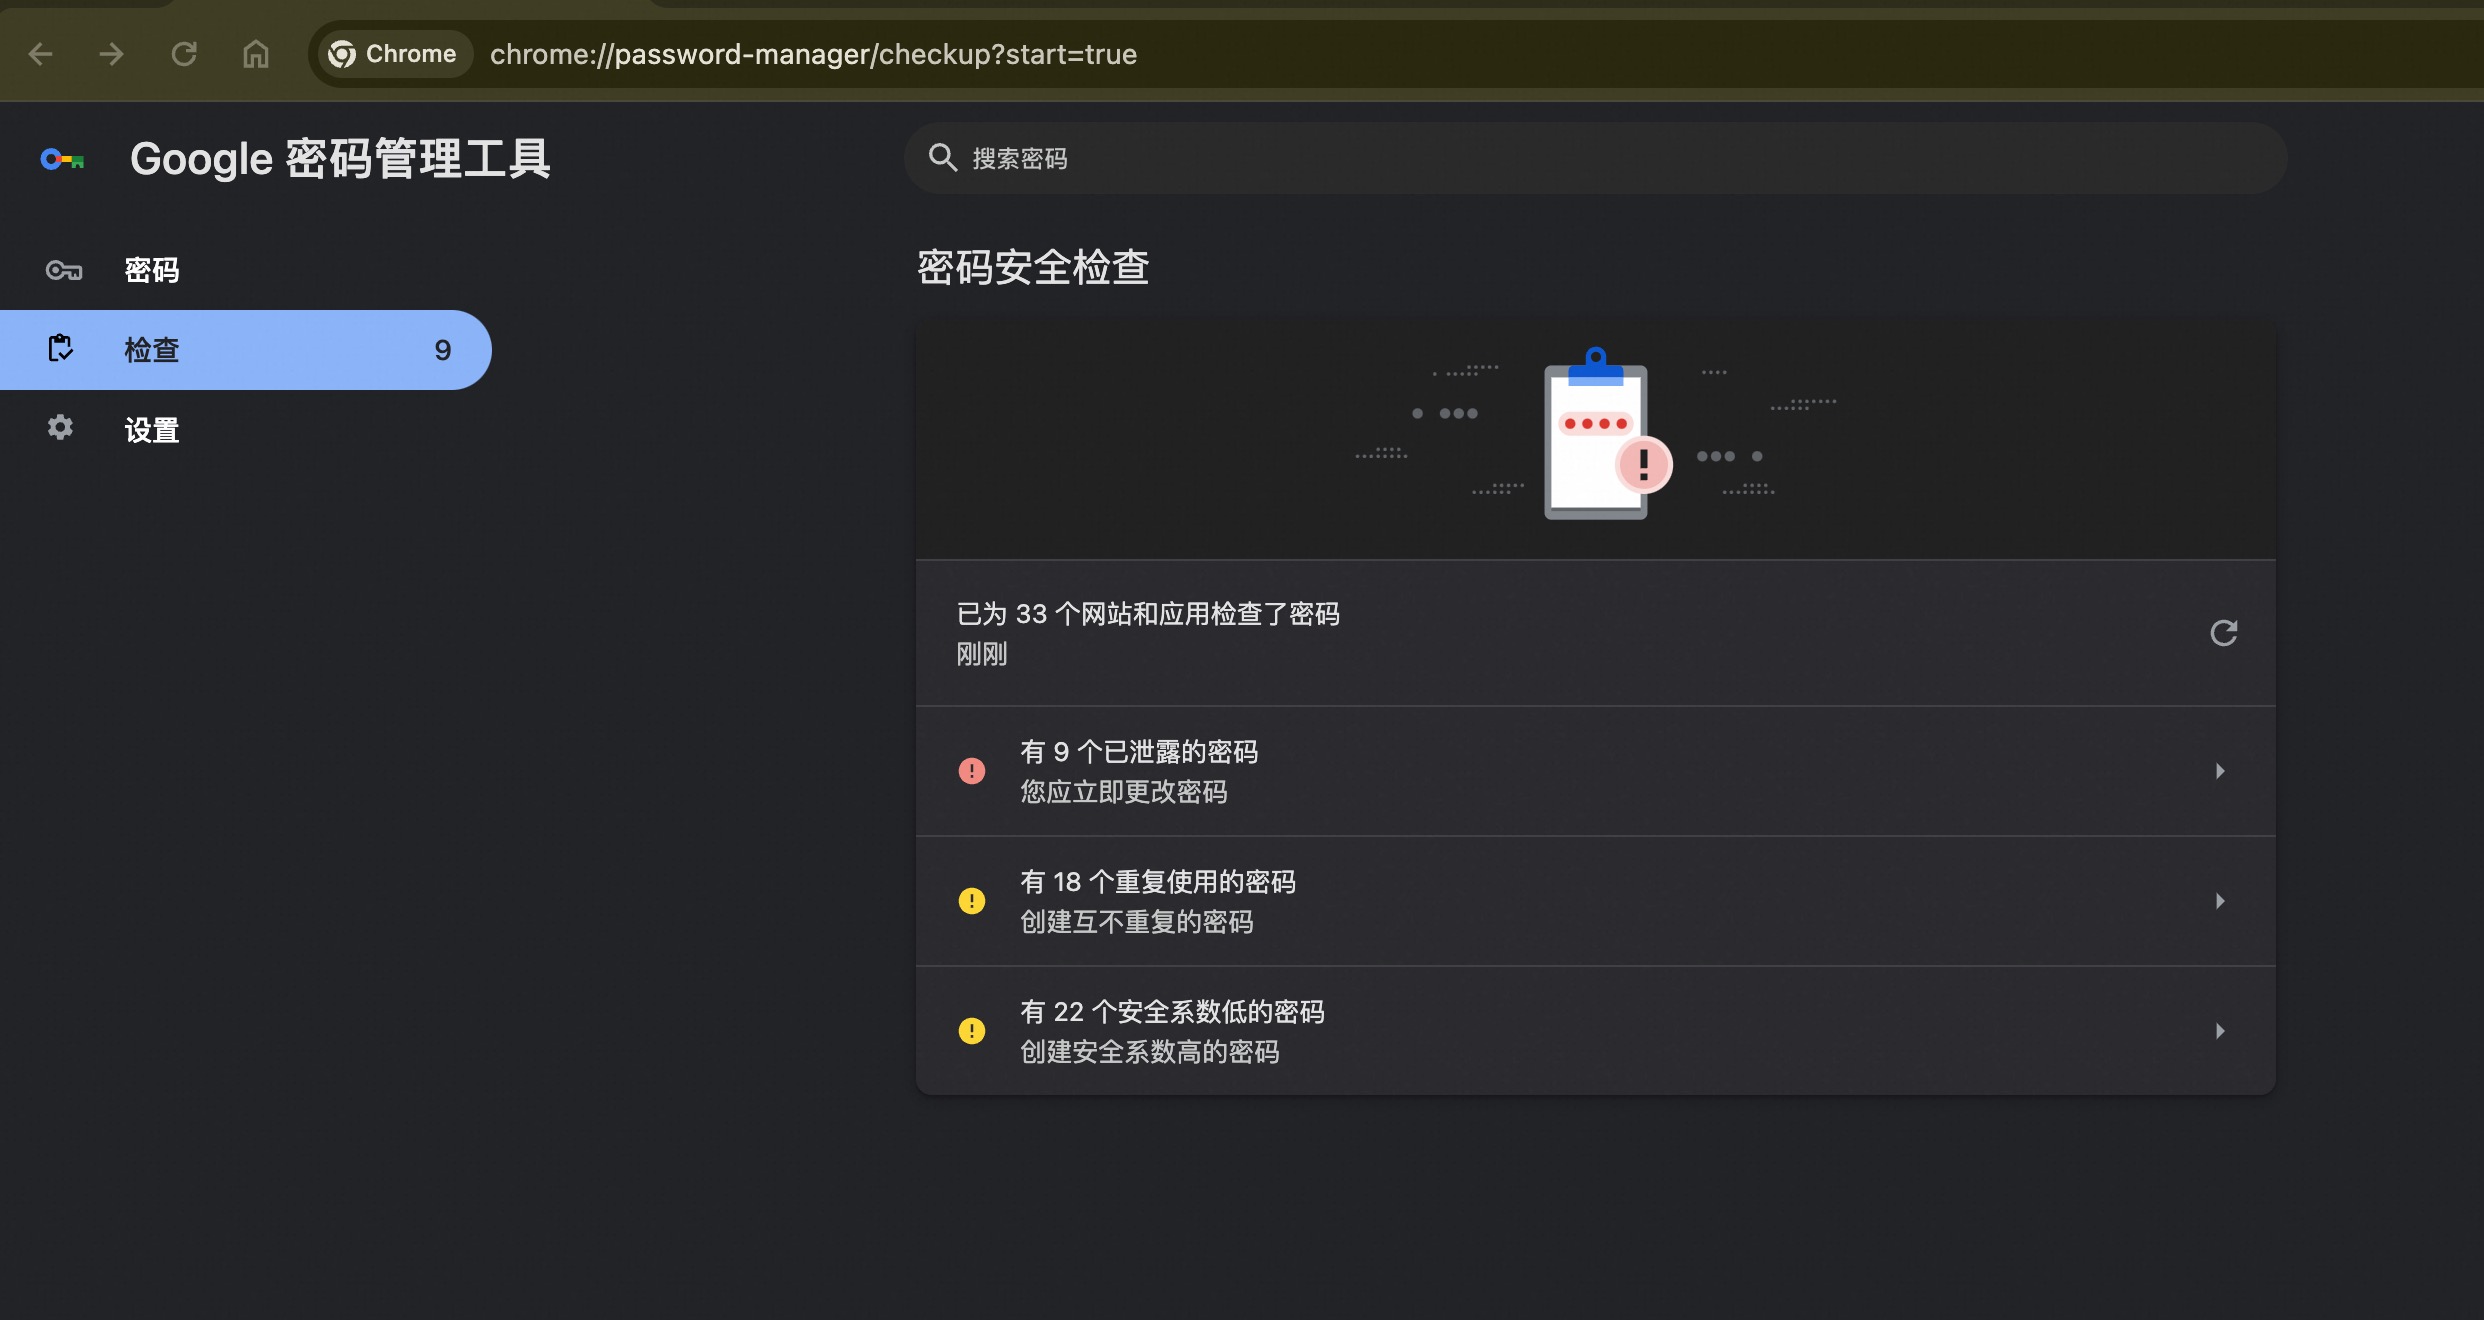 Chrome
chrome://password-manager/checkup?start=true
Google 密码管理工具
搜索密码
密码
检查 9
设置
密码安全检查
已为 33 个网站和应用检查了密码
刚刚
有 9 个已泄露的密码
您应立即更改密码
有 18 个重复使用的密码
创建互不重复的密码
有 22 个安全系数低的密码
创建安全系数高的密码